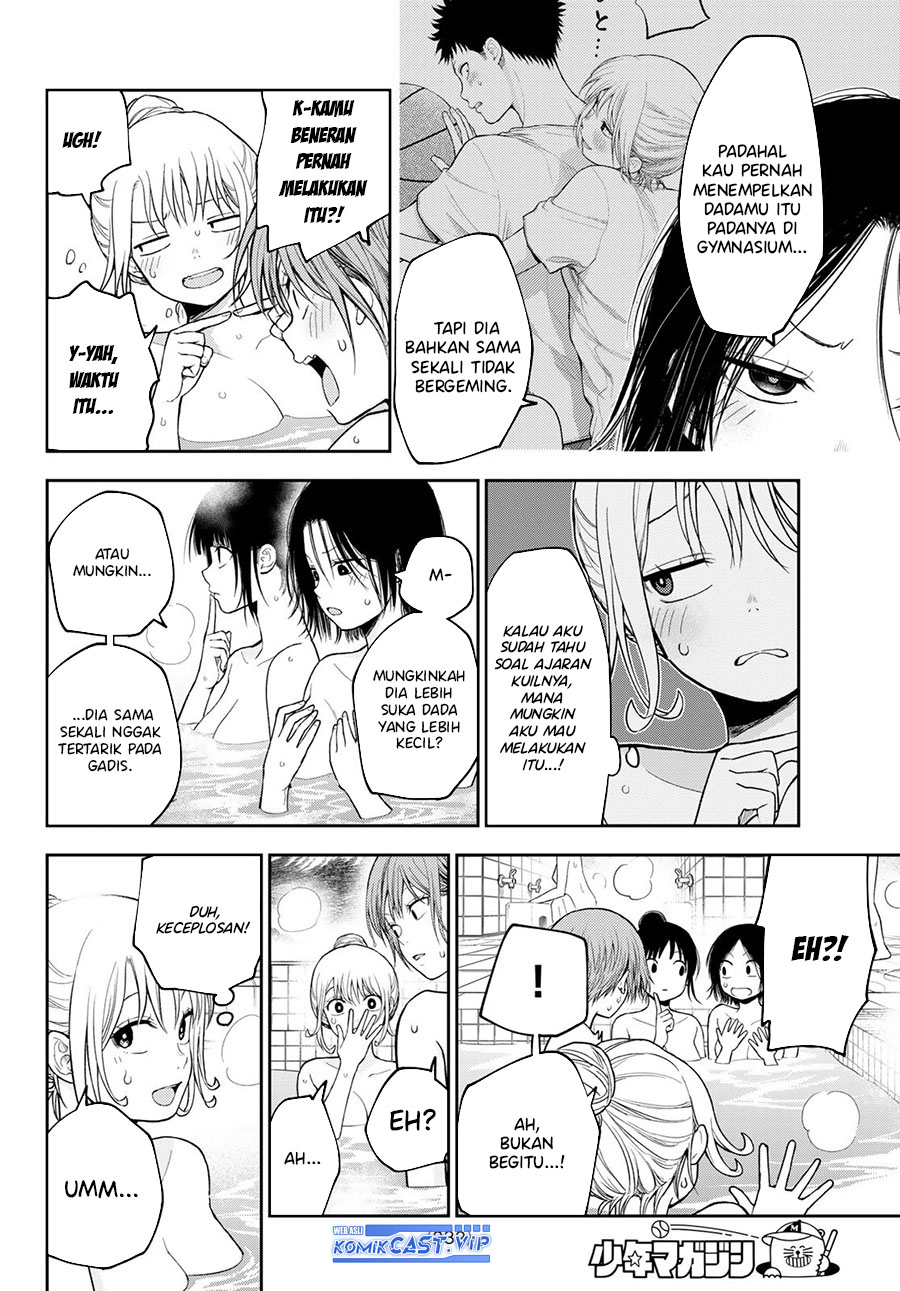 PADAHAL
KAU PERNAH
MENEMPELKAN
DADAMU ITU
PADANYA DI
GYMNASIUM...
TAPI DIA
BAHKAN SAMA
SEKALI TIDAK
BERGEMING.
K-KAMU
BENERAN
PERNAH
MELAKUKAN
ITU?!
UGH!
Y-YAH,
WAKTU
ITU...
KALAU AKU
SUDAH TAHU
SOAL AJARAN
KUILNYA,
MANA
MUNGKIN
AKU MAU
MELAKUKAN
ITU...!
M-
MUNGKINKAH
DIA LEBIH
SUKA DADA
YANG LEBIH
KECIL?
ATAU
MUNGKIN...
...DIA SAMA
SEKALI NGGAK
TERTARIK PADA
GADIS.
EH?!
!
AH,
BUKAN
BEGITU...!
EH?
AH...
DUH,
KECEPLOSAN!
UMM...
WEB ASLI
KOMIKCAST.VIP
少年マガジン
M